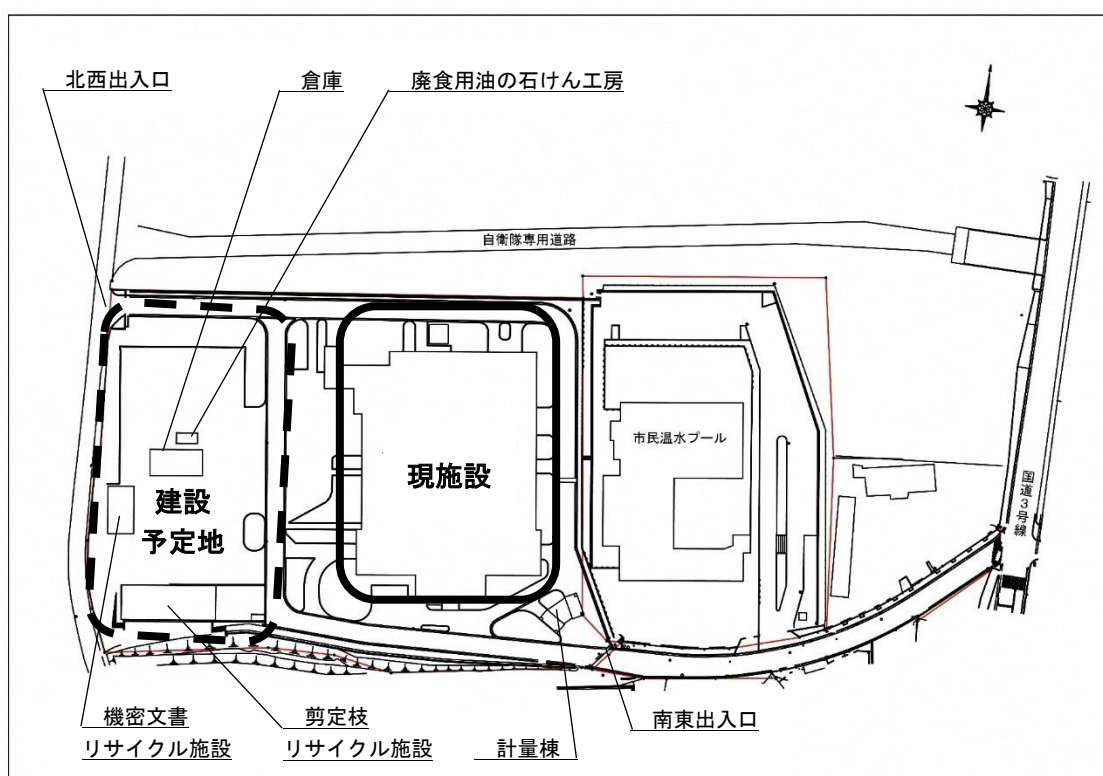 北西出入口
倉庫
廃食用油の石けん工房
自衛隊専用道路
市民温水プール
現施設
建設
予定地
国道3号線
機密文書
リサイクル施設
剪定枝
リサイクル施設
計量棟
南東出入口